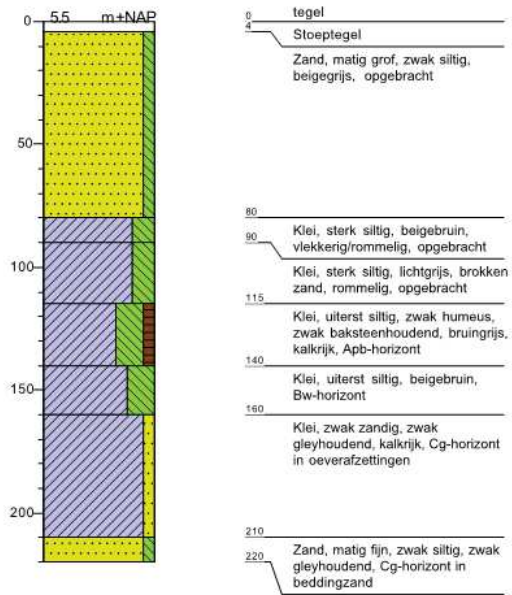 0
5.5 m+NAP
50
100
150
200
0
tegel
4
Stoeptegel
Zand, matig grof, zwak siltig,
beigegrijs, opgebracht
80
Klei, sterk siltig, beigebruin,
vlekkerig/rommelig, opgebracht
90
Klei, sterk siltig, lichtgrijs, brokken
zand, rommelig, opgebracht
115
Klei, uiterst siltig, zwak humeus,
zwak baksteenhoudend, bruingrijs,
kalkrijk, Apb-horizont
140
Klei, uiterst siltig, beigebruin,
Bw-horizont
160
Klei, zwak zandig, zwak
gleyhoudend, kalkrijk, Cg-horizont
in oeverafzettingen
210
Zand, matig fijn, zwak siltig, zwak
gleyhoudend, Cg-horizont in
beddingzand
220